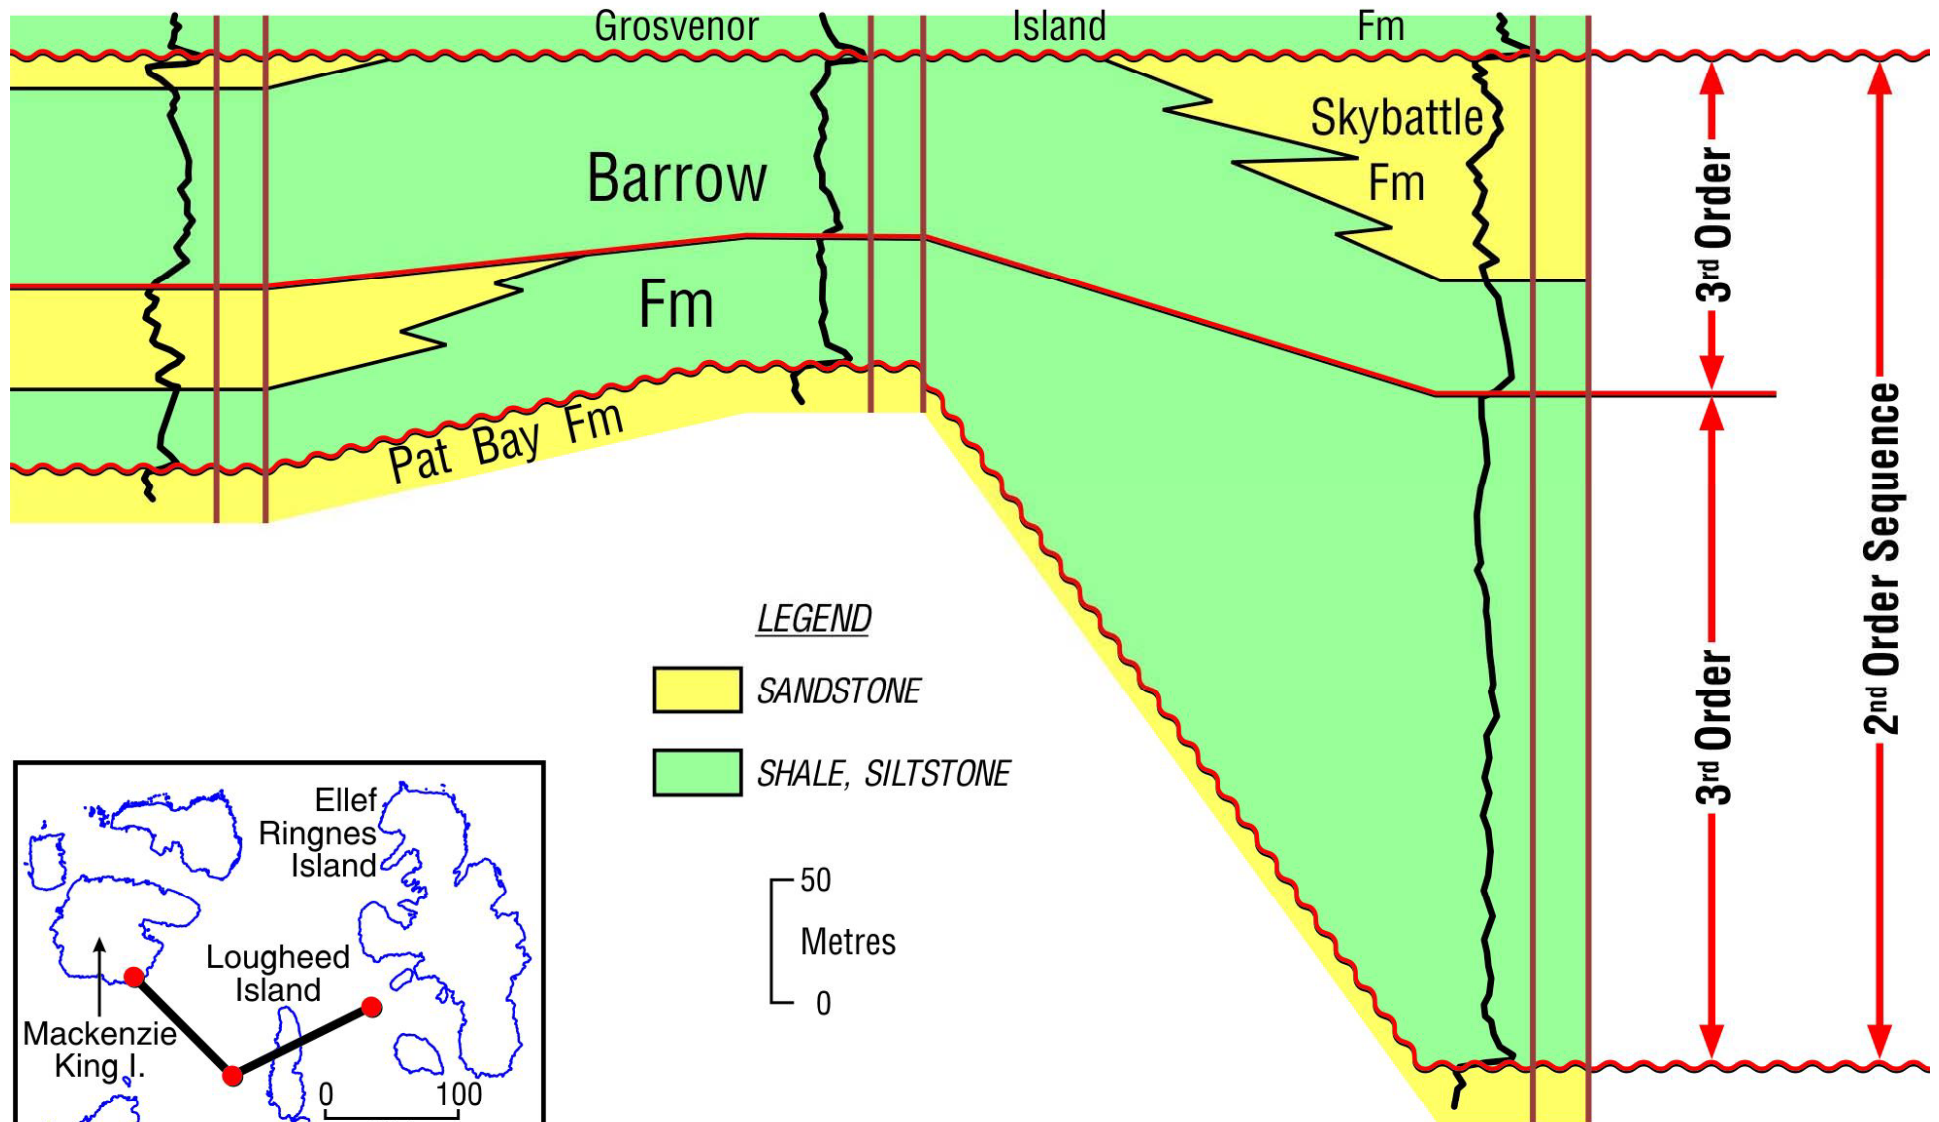 Grosvenor Island Fm
Skybattle
Fm
Barrow
Fm
Pat Bay Fm
3rd Order
3rd Order
2nd Order Sequence
LEGEND
SANDSTONE
SHALE, SILTSTONE
50
Metres
0
Ellef
Ringnes
Island
Lougheed
Island
Mackenzie
King I.
0 100